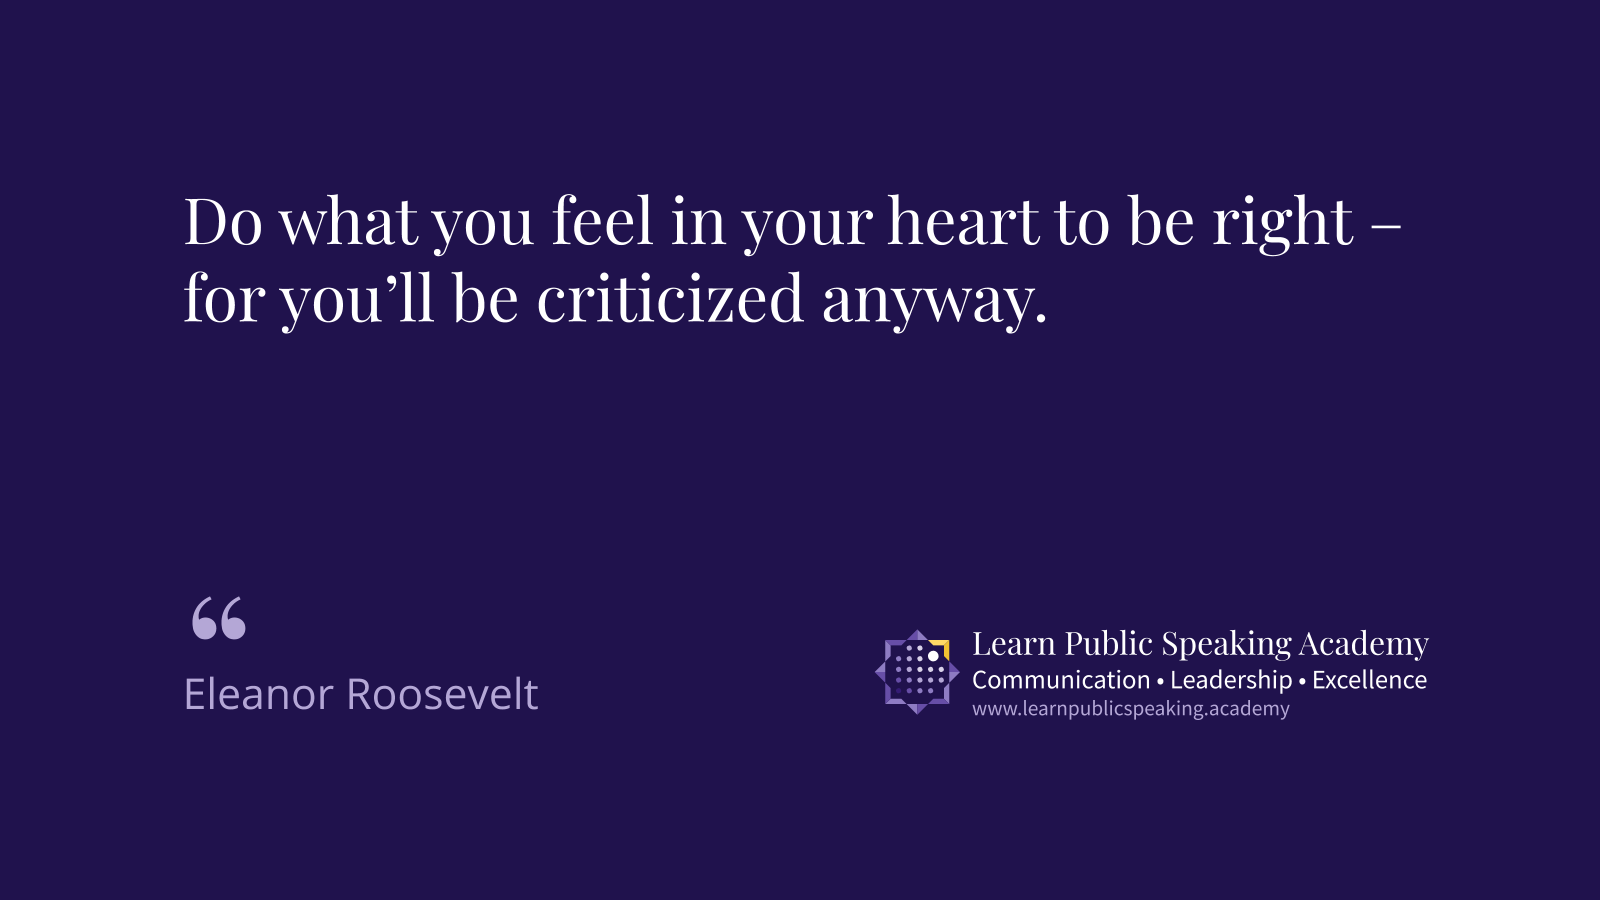 Do what you feel in your heart to be right –
for you’ll be criticized anyway.
“
Eleanor Roosevelt
Learn Public Speaking Academy
Communication • Leadership • Excellence
www.learnpublicspeaking.academy